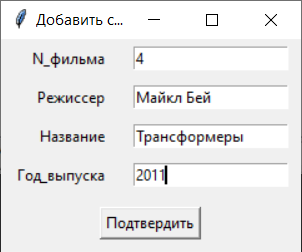 Добавить с...
N_фильма 4
Режиссер Майкл Бей
Название Трансформеры
Год_выпуска 2011
Подтвердить